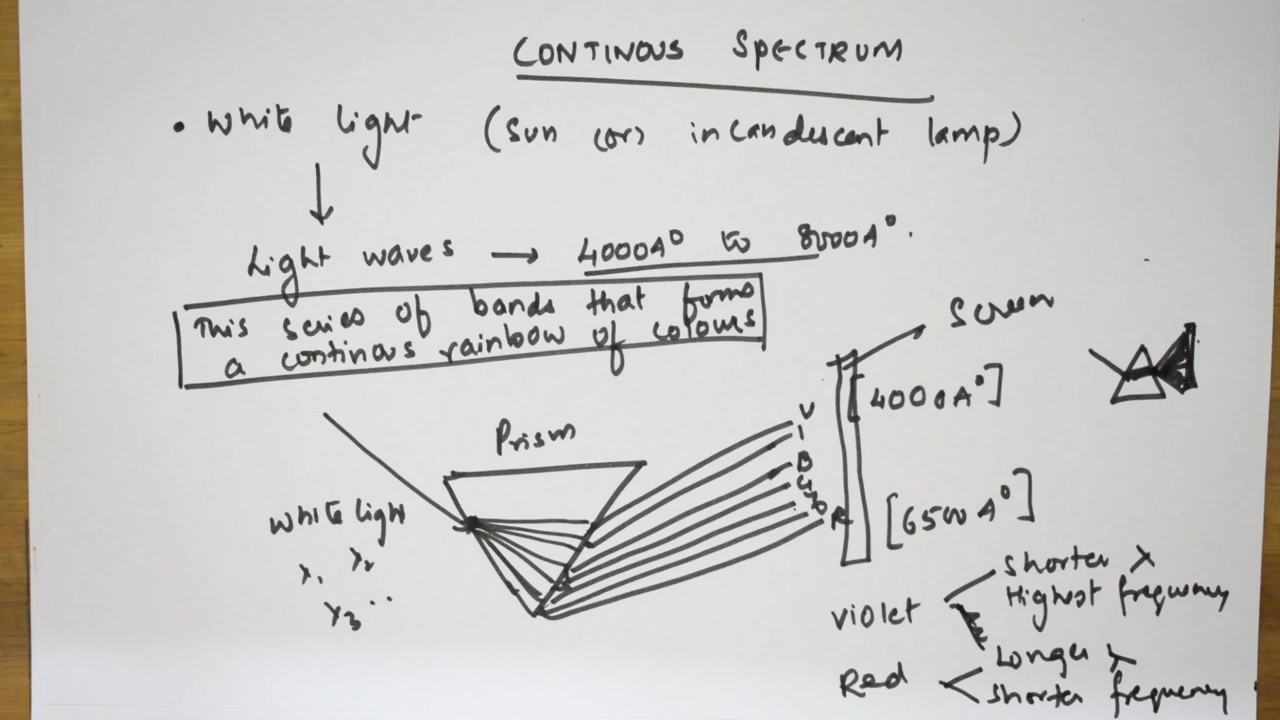 CONTINOUS SPECTRUM
• White light (Sun (or) incandescent lamp)
↓
Light waves → 4000A° to 8000A°.
This series of bands that forms
a continous rainbow of colours
Screen
[4000A°]
Prism
V
I
B
G
Y
O
R
White light
λ1 λ2
λ3 ..
[6500A°]
Violet
Shorter λ
Highest frequency
Red
Longer λ
Shorter frequency